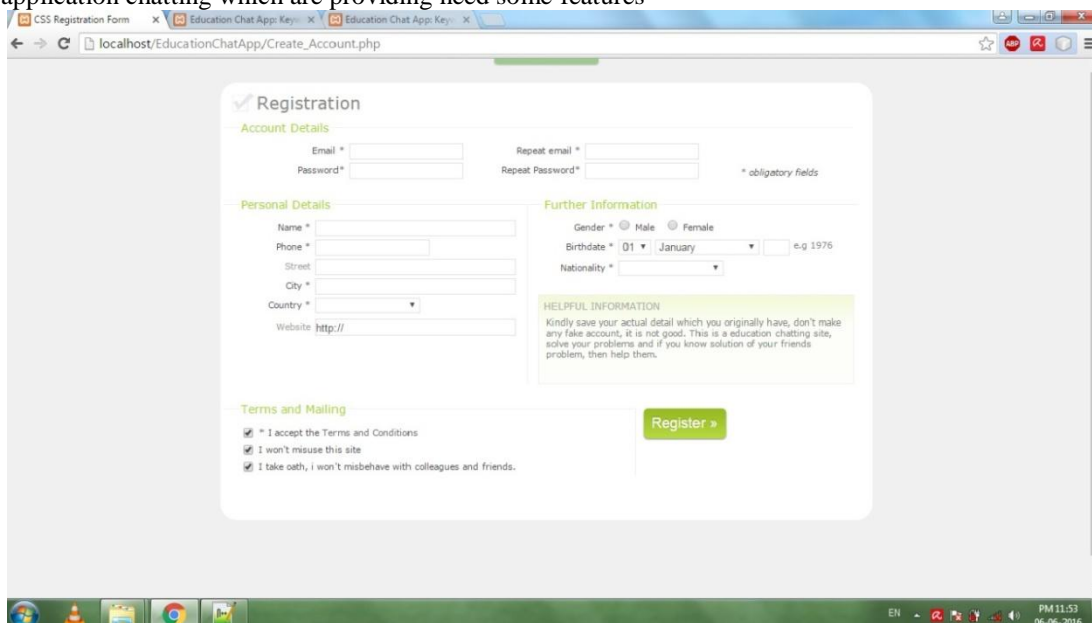 application chatting which are providing need some features
CSS Registration Form
Education Chat App: Key
Education Chat App: Key
localhost/EducationChatApp/Create_Account.php
ABP
Registration
Account Details
Email *
Repeat email *
Password*
Repeat Password*
* obligatory fields
Personal Details
Further Information
Name *
Gender * Male Female
Phone *
Birthdate * 01 January e.g 1976
Street
Nationality *
City *
Country *
HELPFUL INFORMATION
Website http://
Kindly save your actual detail which you originally have, don't make
any fake account, it is not good. This is a education chatting site,
solve your problems and if you know solution of your friends
problem, then help them.
Terms and Mailing
* I accept the Terms and Conditions
Register »
I won't misuse this site
I take oath, i won't misbehave with colleagues and friends.
EN
PM 11:53
06-06-2016